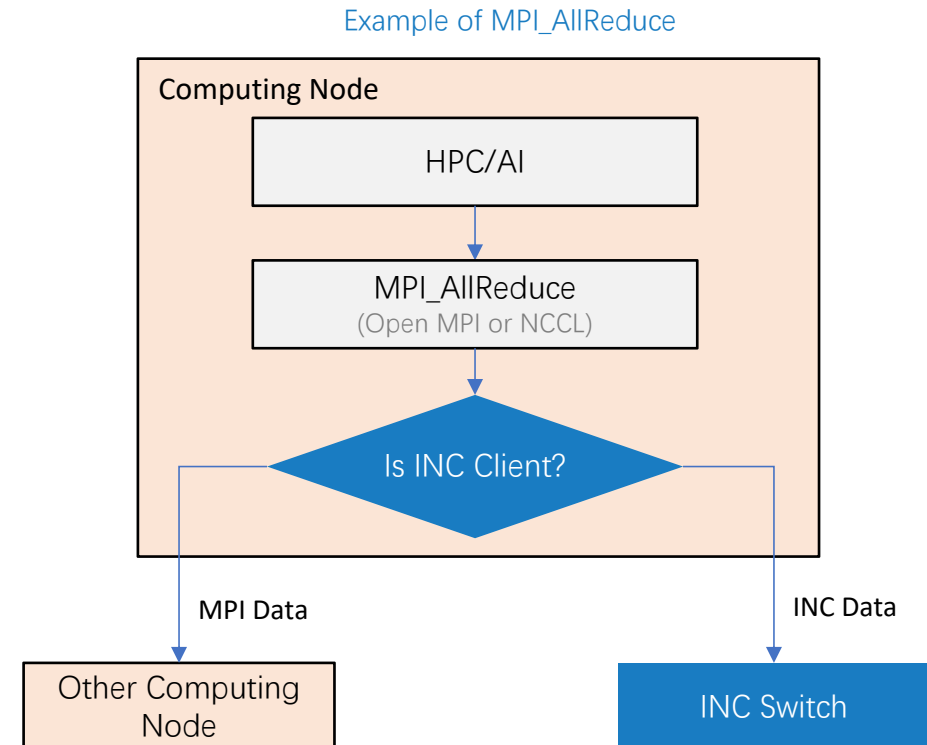 Example of MPI_AllReduce
Computing Node
HPC/AI
MPI_AllReduce
(Open MPI or NCCL)
Is INC Client?
MPI Data
INC Data
Other Computing
Node
INC Switch